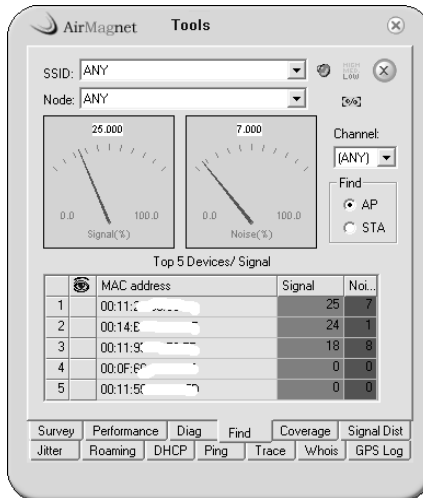 AirMagnet Tools
SSID: ANY
HIGH
MED
LOW
Node: ANY
[%]
25.000
0.0 100.0
Signal(%)
7.000
0.0 100.0
Noise(%)
Channel:
(ANY)
Find
AP
STA
Top 5 Devices/ Signal
MAC address Signal Noi...
1 00:11: 25 7
2 00:14: 24 1
3 00:11: 18 8
4 00:0F: 0 0
5 00:11: 0 0
Survey Performance Diag Find Coverage Signal Dist
Jitter Roaming DHCP Ping Trace Whois GPS Log